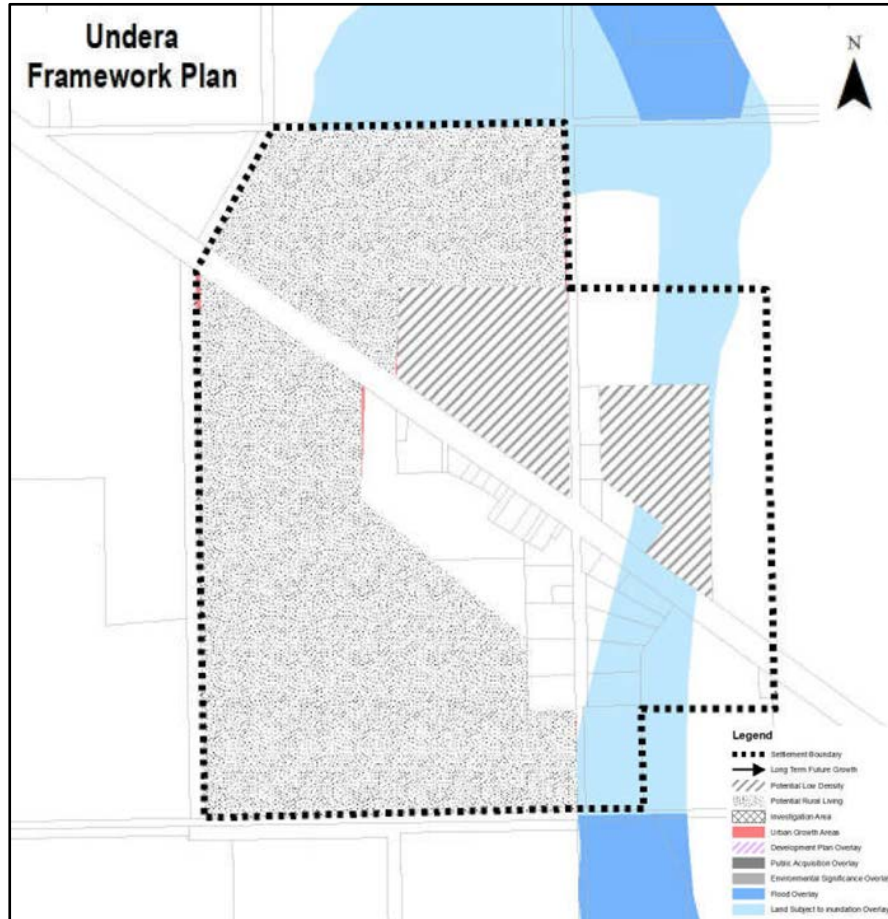 Undera
Framework Plan
N
Legend
Settlement Boundary
Long Term Future Growth
Potential Low Density
Potential Rural Living
Investigation Area
Urban Growth Areas
Development Plan Overlay
Public Acquisition Overlay
Environmental Significance Overlay
Flood Overlay
Land Subject to inundation Overlay